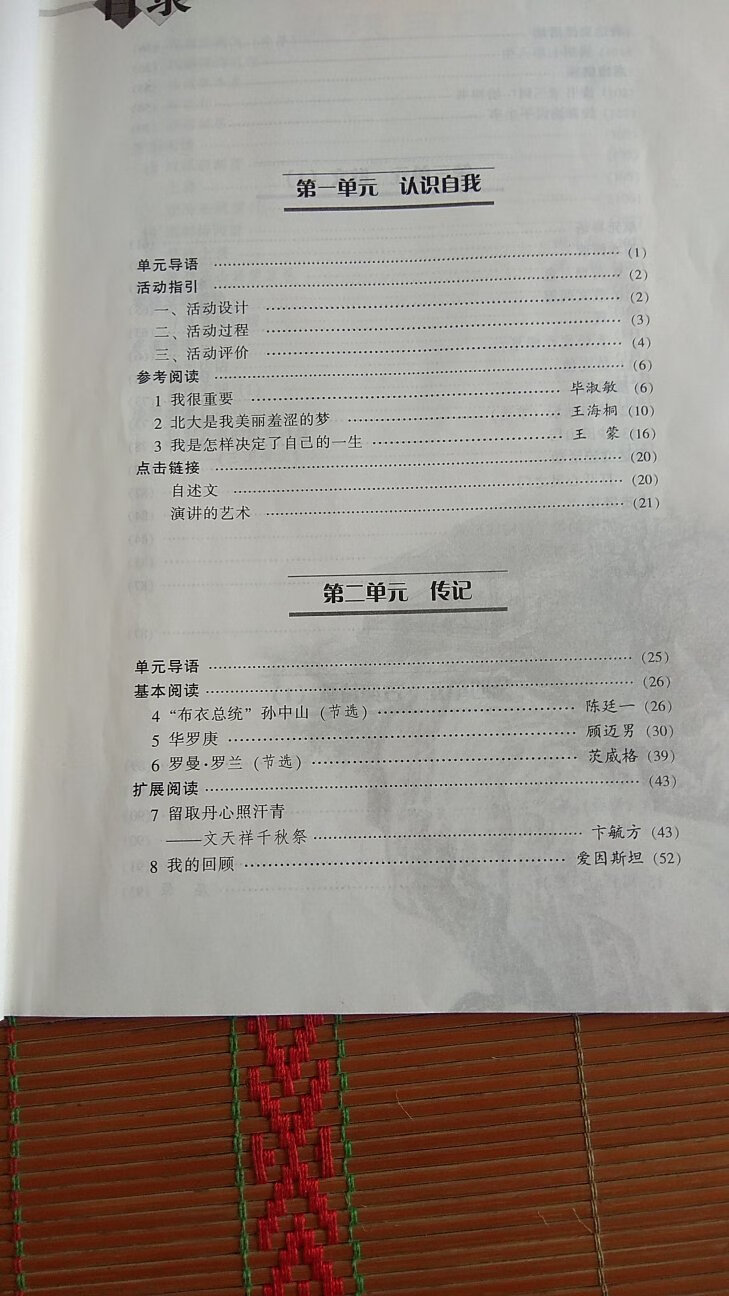 目录
第一单元 认识自我
单元导语 ⋯⋯⋯⋯ (1)
活动指引 ⋯⋯⋯⋯ (2)
一、活动设计 ⋯⋯⋯⋯ (2)
二、活动过程 ⋯⋯⋯⋯ (3)
三、活动评价 ⋯⋯⋯⋯ (4)
参考阅读 ⋯⋯⋯⋯ (6)
1 我很重要 ⋯⋯⋯⋯ 毕淑敏 (6)
2 北大是我美丽羞涩的梦 ⋯⋯⋯⋯ 王海桐 (10)
3 我是怎样决定了自己的一生 ⋯⋯⋯⋯ 王 蒙 (16)
点击链接 ⋯⋯⋯⋯ (20)
自述文 ⋯⋯⋯⋯ (20)
演讲的艺术 ⋯⋯⋯⋯ (21)
第二单元 传记
单元导语 ⋯⋯⋯⋯ (25)
基本阅读 ⋯⋯⋯⋯ (26)
4 “布衣总统”孙中山（节选） ⋯⋯⋯⋯ 陈廷一 (26)
5 华罗庚 ⋯⋯⋯⋯ 顾迈男 (30)
6 罗曼·罗兰（节选） ⋯⋯⋯⋯ 茨威格 (39)
扩展阅读 ⋯⋯⋯⋯ (43)
7 留取丹心照汗青
——文天祥千秋祭 ⋯⋯⋯⋯ 卞毓方 (43)
8 我的回顾 ⋯⋯⋯⋯ 爱因斯坦 (52)